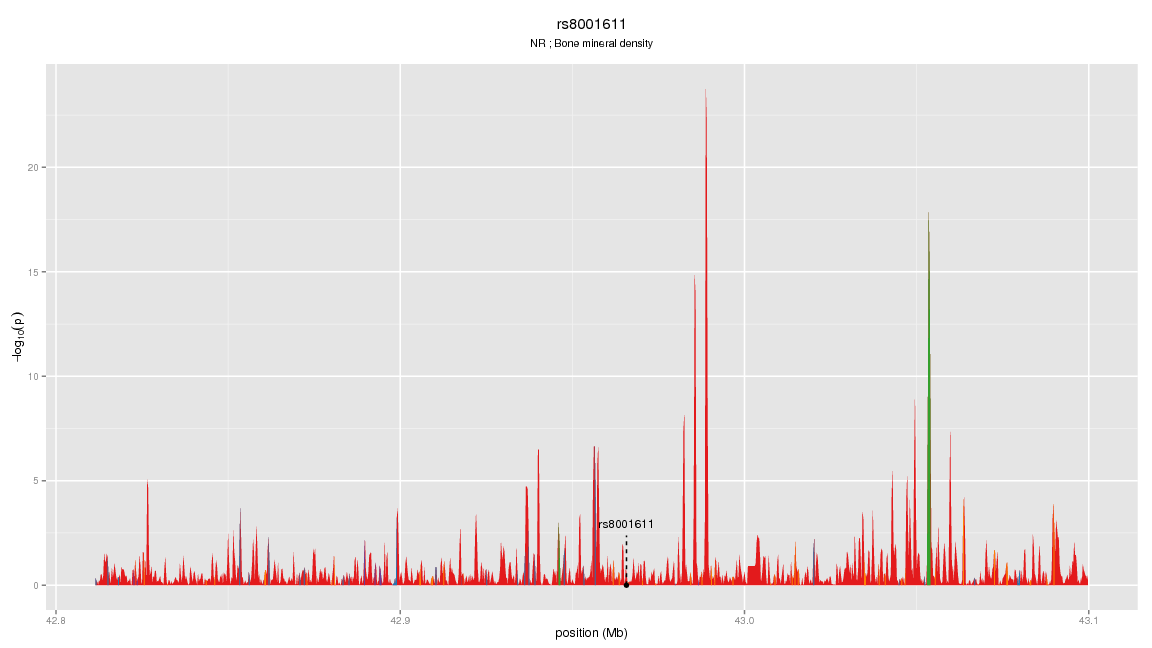 rs8001611
NR ; Bone mineral density
20
15
10
5
0
−log10(p)
rs8001611
42.8
42.9
43.0
43.1
position (Mb)